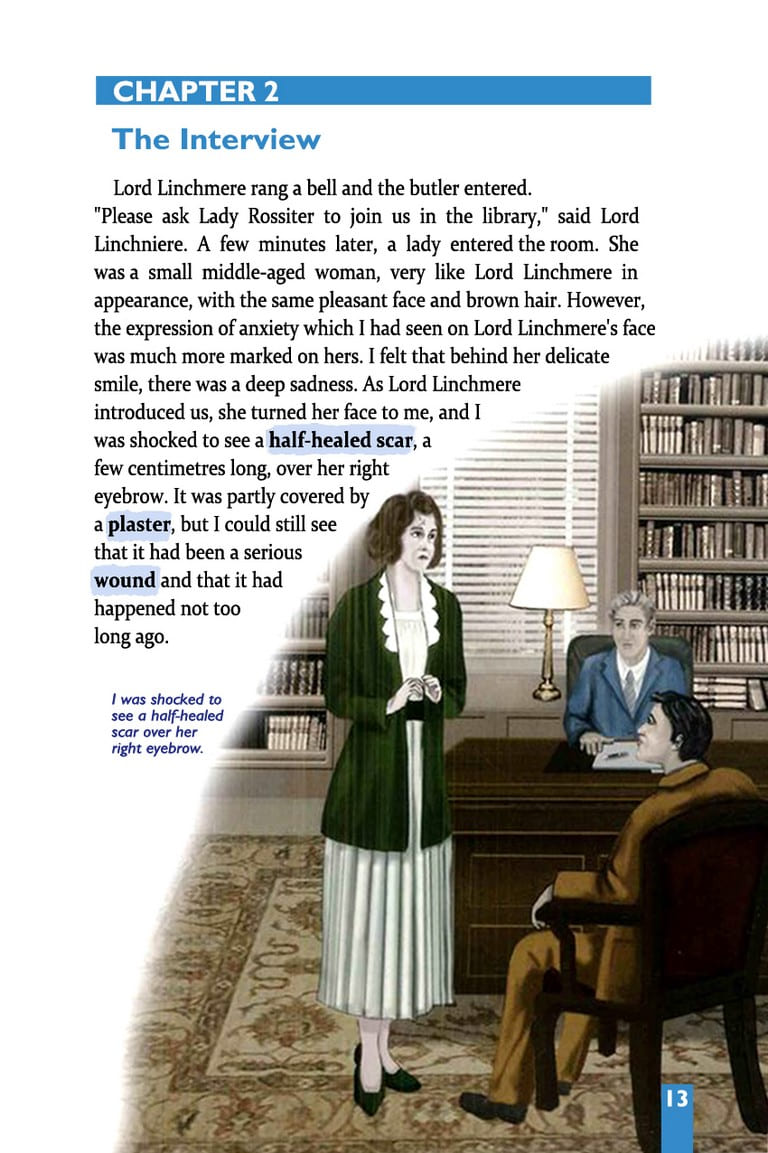 CHAPTER 2
The Interview
Lord Linchmere rang a bell and the butler entered.
"Please ask Lady Rossiter to join us in the library," said Lord
Linchniere. A few minutes later, a lady entered the room. She
was a small middle-aged woman, very like Lord Linchmere in
appearance, with the same pleasant face and brown hair. However,
the expression of anxiety which I had seen on Lord Linchmere's face
was much more marked on hers. I felt that behind her delicate
smile, there was a deep sadness. As Lord Linchmere
introduced us, she turned her face to me, and I
was shocked to see a half-healed scar, a
few centimetres long, over her right
eyebrow. It was partly covered by
a plaster, but I could still see
that it had been a serious
wound and that it had
happened not too
long ago.
I was shocked to
see a half-healed
scar over her
right eyebrow.
13